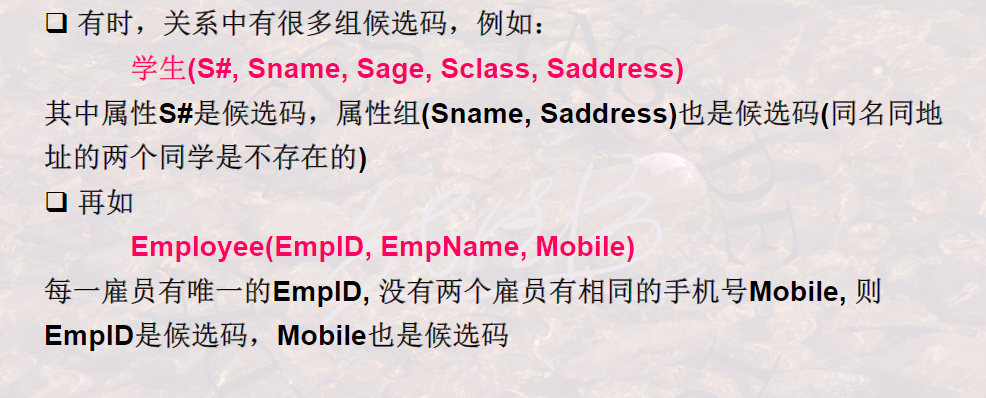 ❑ 有时，关系中有很多组候选码，例如：
学生(S#, Sname, Sage, Sclass, Saddress)
其中属性S#是候选码，属性组(Sname, Saddress)也是候选码(同名同地
址的两个同学是不存在的)
❑ 再如
Employee(EmpID, EmpName, Mobile)
每一雇员有唯一的EmpID, 没有两个雇员有相同的手机号Mobile, 则
EmpID是候选码，Mobile也是候选码